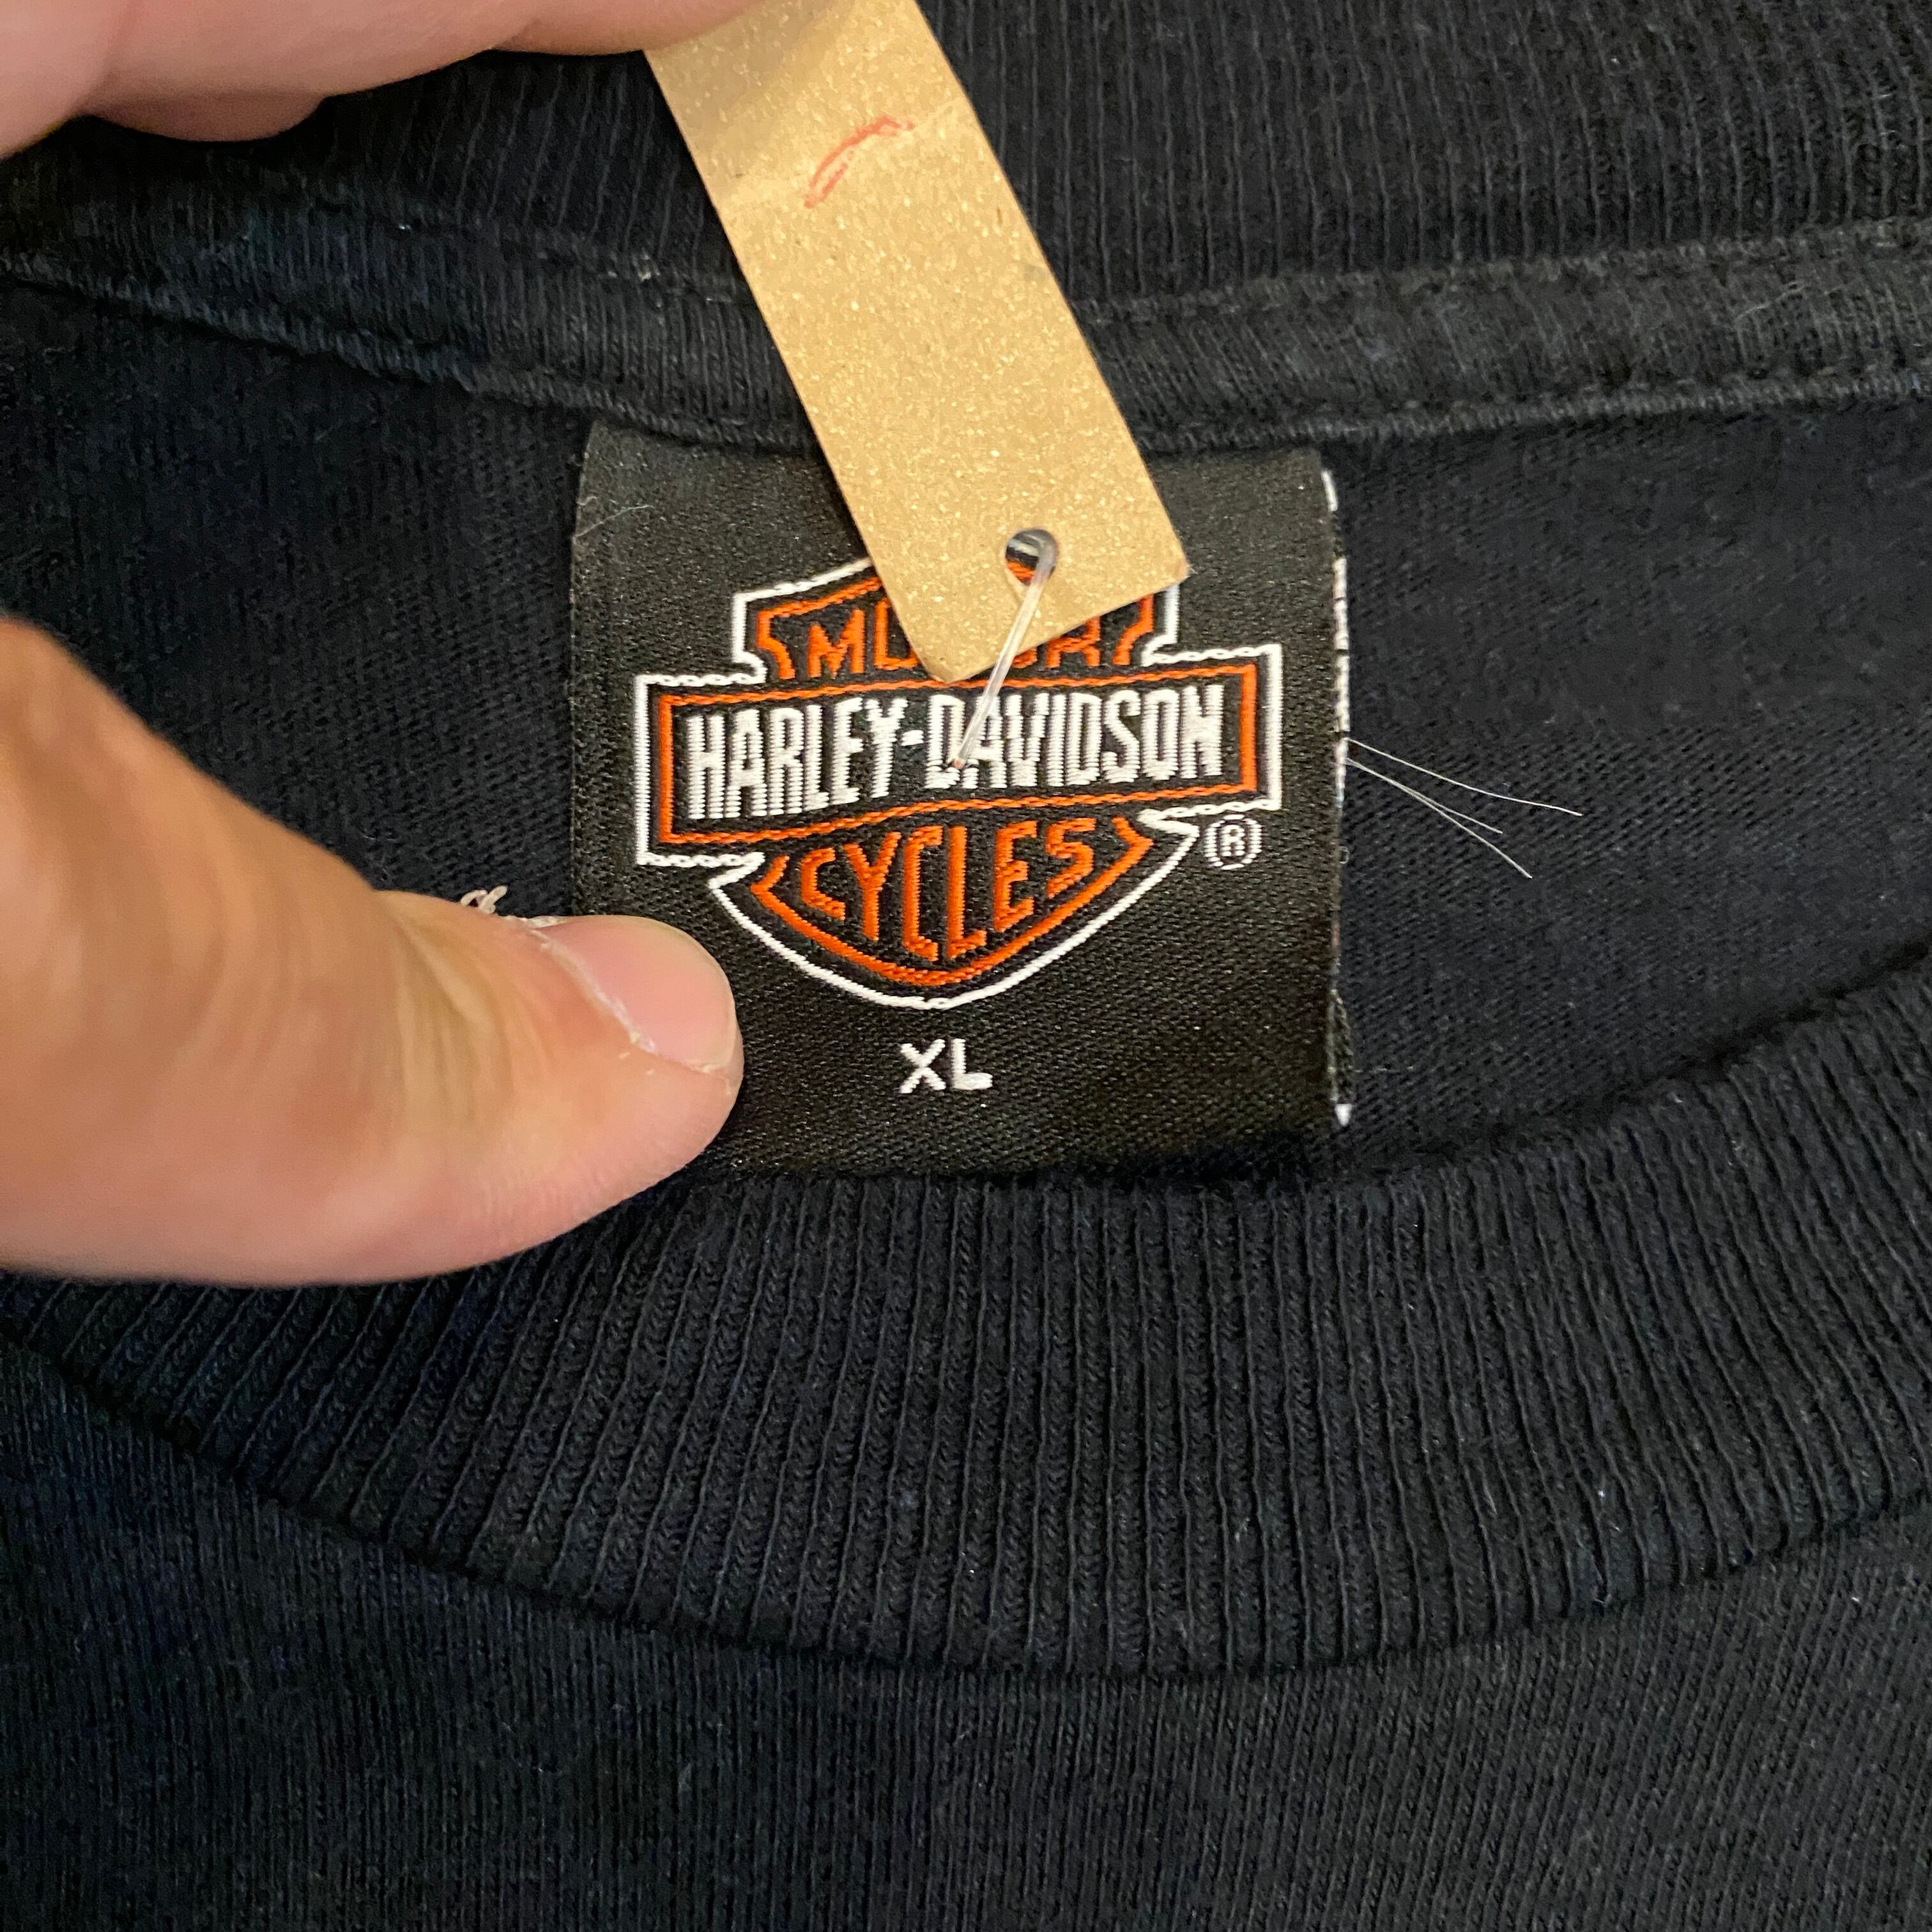 MOTOR
HARLEY-DAVIDSON
CYCLES
®
XL